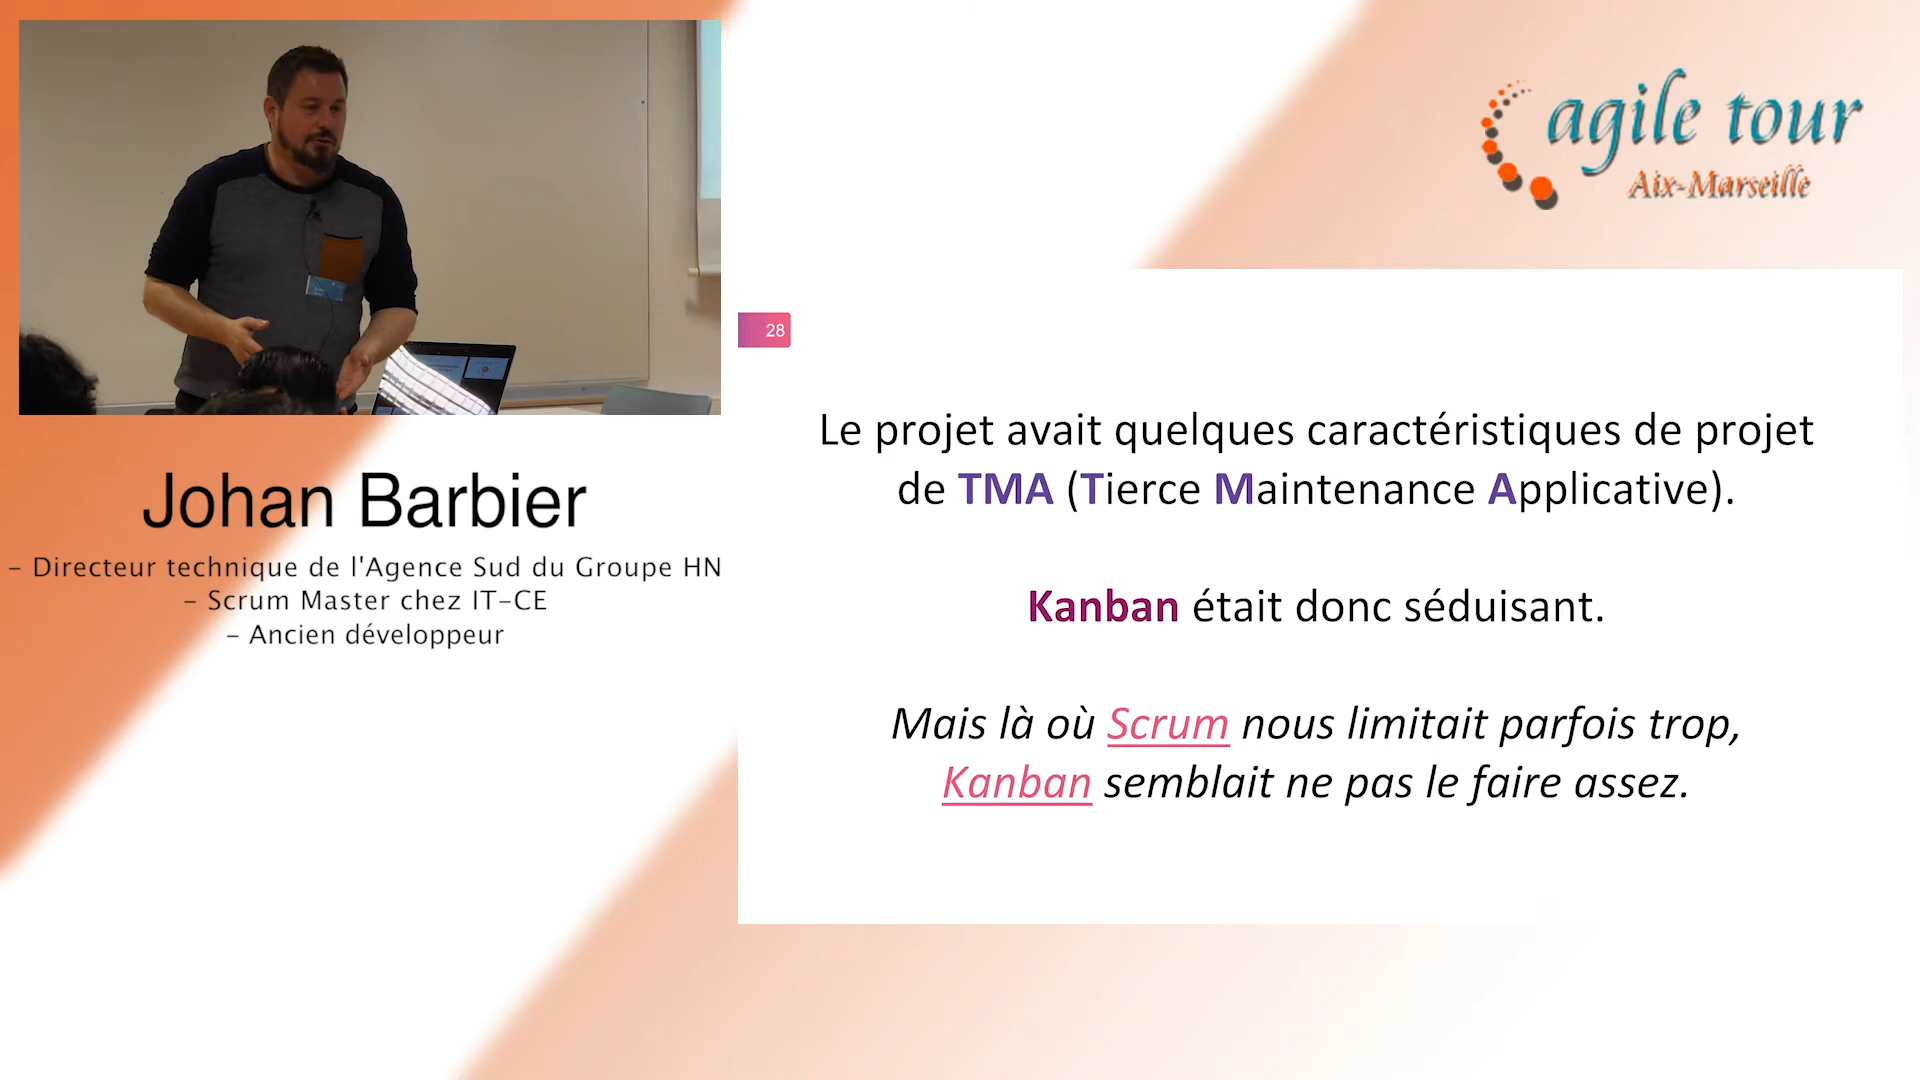 agile tour
Aix-Marseille
28
Le projet avait quelques caractéristiques de projet
de TMA (Tierce Maintenance Applicative).
Kanban était donc séduisant.
Mais là où Scrum nous limitait parfois trop,
Kanban semblait ne pas le faire assez.
Johan Barbier
- Directeur technique de l'Agence Sud du Groupe HN
- Scrum Master chez IT-CE
- Ancien développeur